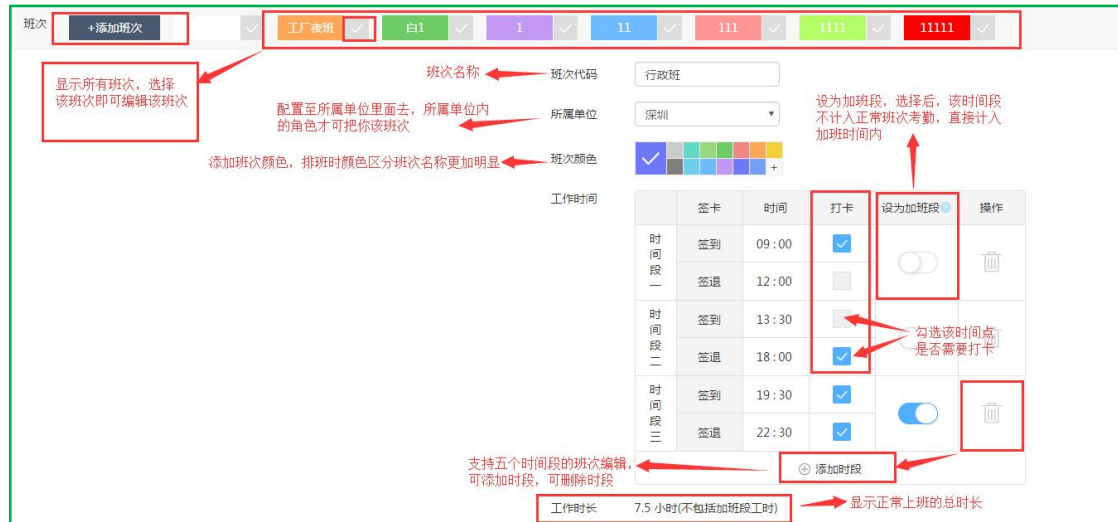 班次
+添加班次
工厂夜班
白1
1
11
111
1111
11111
显示所有班次，选择
该班次即可编辑该班次
班次名称
班次代码
行政班
配置至所属单位里面去，所属单位内
的角色才可把你该班次
所属单位
深圳
设为加班段，选择后，该时间段
不计入正常班次考勤，直接计入
加班时间内
添加班次颜色，排班时颜色区分班次名称更加明显
班次颜色
+
工作时间
签卡
时间
打卡
设为加班段
?
操作
时间段一
签到
09 : 00
签退
12 : 00
时间段二
签到
13 : 30
签退
18 : 00
勾选该时间点
是否需要打卡
时间段三
签到
19 : 30
签退
22 : 30
支持五个时间段的班次编辑，
可添加时段，可删除时段
添加时段
工作时长
7.5 小时(不包括加班段工时)
显示正常上班的总时长